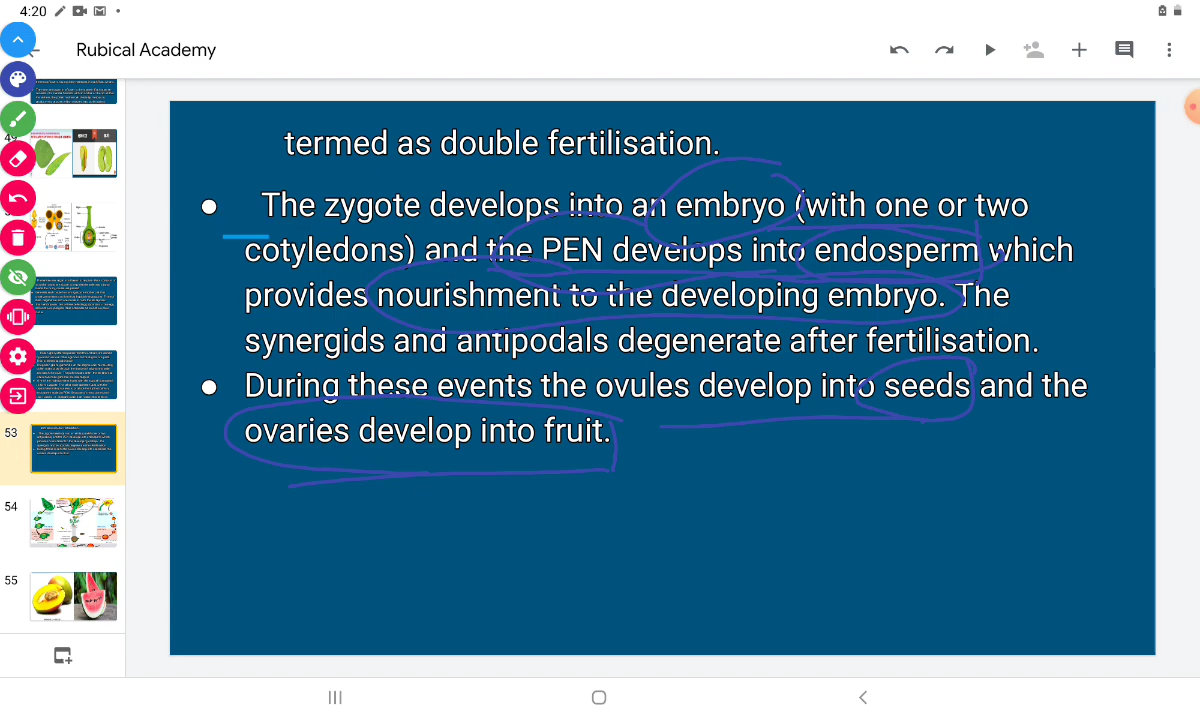 4:20
Rubical Academy
49
53
54
55
termed as double fertilisation.
● The zygote develops into an embryo (with one or two
cotyledons) and the PEN develops into endosperm which
provides nourishment to the developing embryo. The
synergids and antipodals degenerate after fertilisation.
● During these events the ovules develop into seeds and the
ovaries develop into fruit.